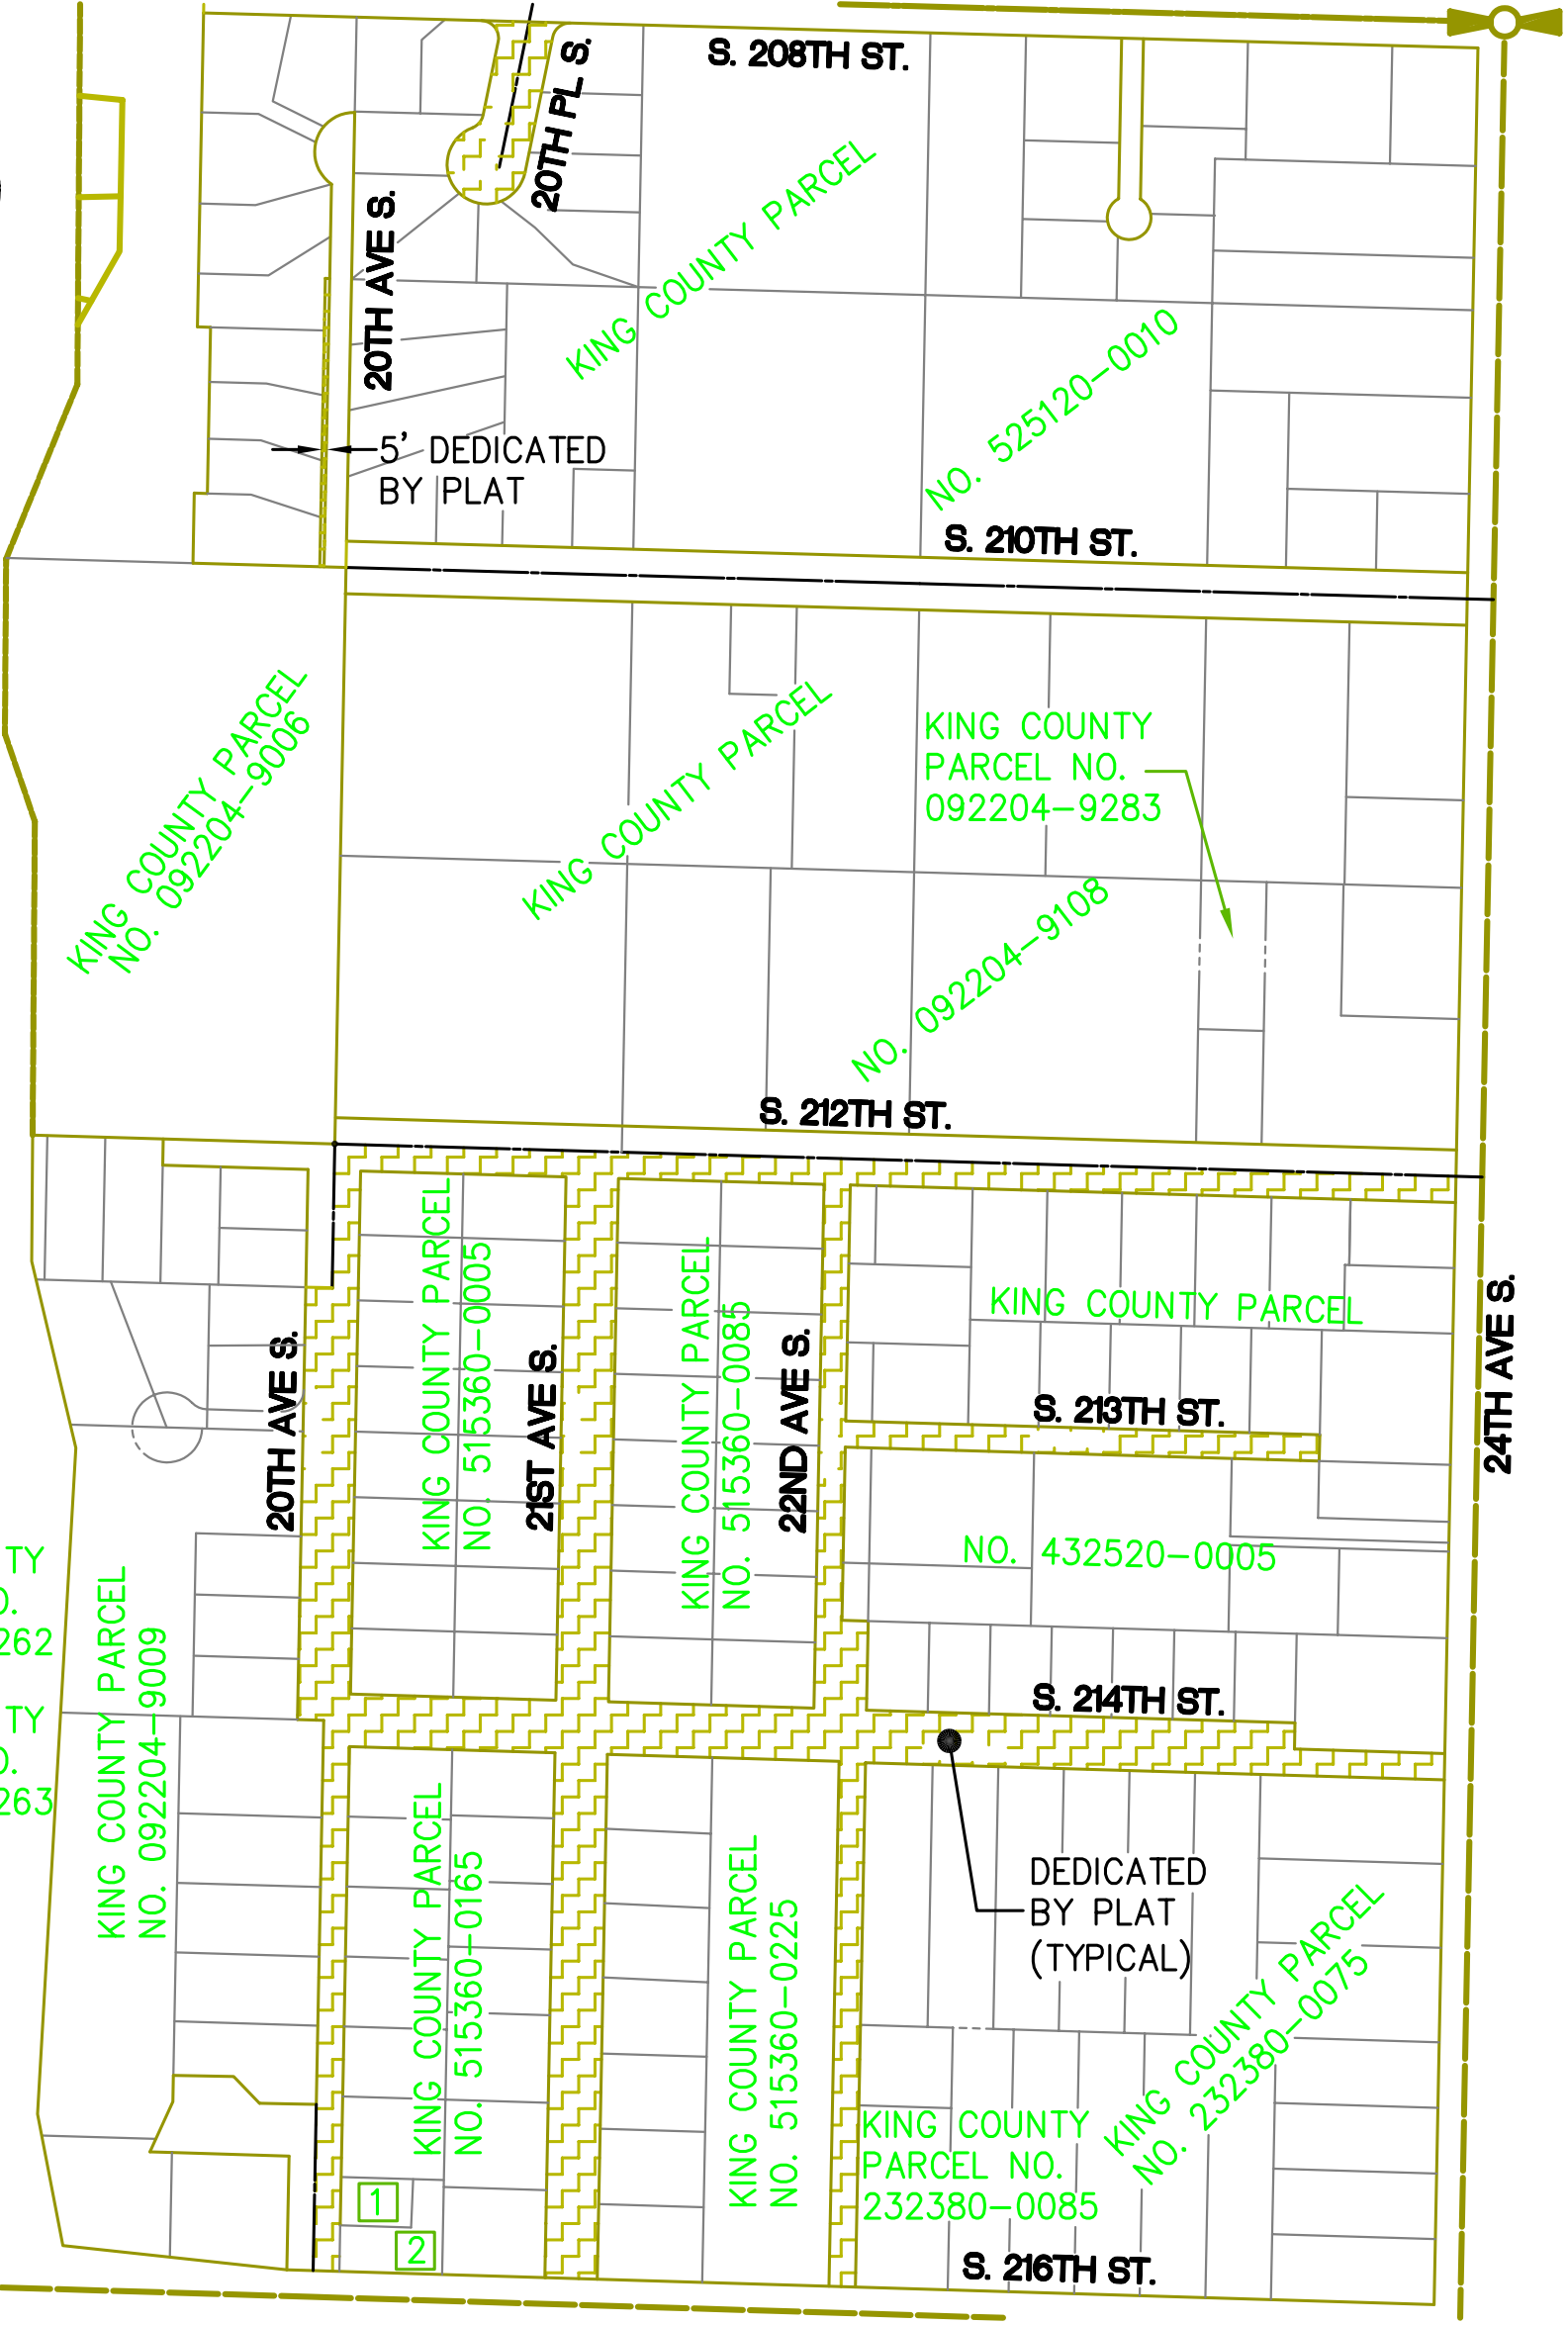 S. 208TH ST.
20TH PL S.
20TH AVE S.
KING COUNTY PARCEL
NO. 525120-0010
5' DEDICATED
BY PLAT
S. 210TH ST.
KING COUNTY PARCEL
NO. 092204-9006
KING COUNTY PARCEL
NO. 092204-9108
KING COUNTY
PARCEL NO.
092204-9283
S. 212TH ST.
KING COUNTY PARCEL
NO. 515360-0005
KING COUNTY PARCEL
NO. 515360-0085
KING COUNTY PARCEL
NO. 432520-0005
20TH AVE S.
21ST AVE S.
22ND AVE S.
24TH AVE S.
S. 213TH ST.
TY
262
TY
263
KING COUNTY PARCEL
NO. 092204-9009
S. 214TH ST.
DEDICATED
BY PLAT
(TYPICAL)
KING COUNTY PARCEL
NO. 515360-0165
KING COUNTY PARCEL
NO. 515360-0225
KING COUNTY PARCEL
NO. 232380-0075
KING COUNTY
PARCEL NO.
232380-0085
1
2
S. 216TH ST.